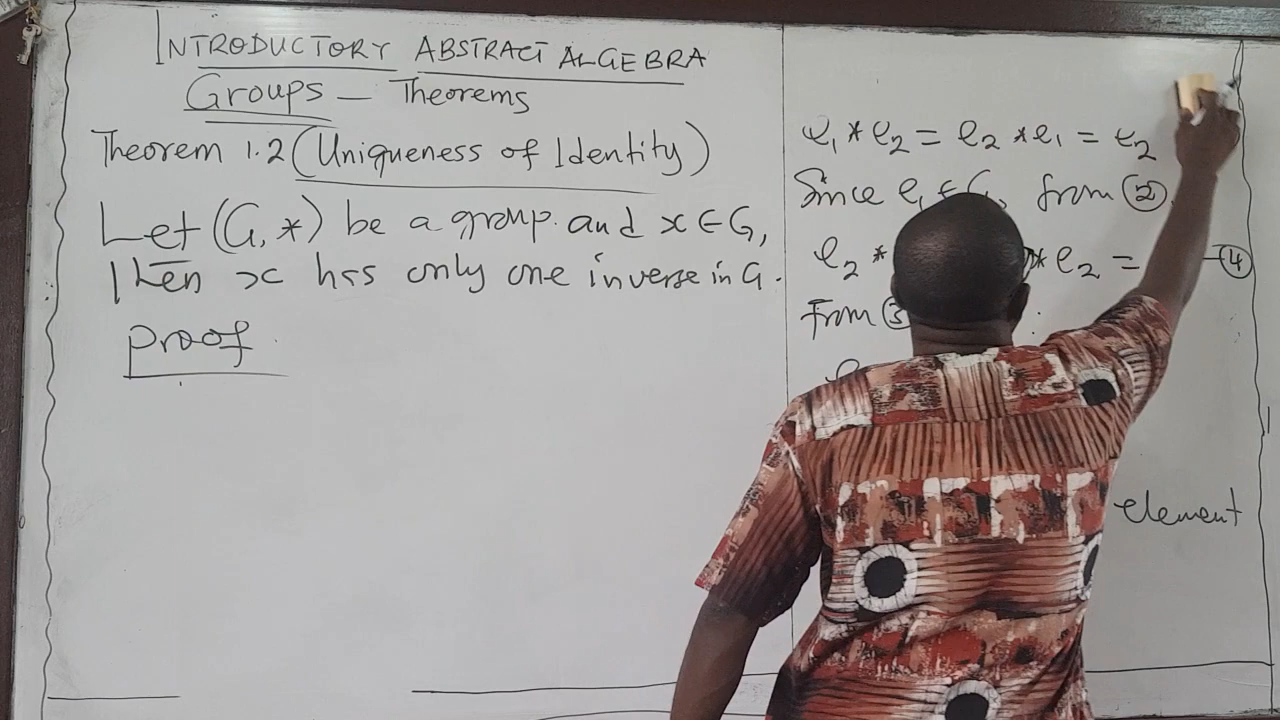 INTRODUCTORY ABSTRACT ALGEBRA
Groups — Theorems
Theorem 1.2 (Uniqueness of Identity)
Let (G, *) be a group. and x ∈ G,
Then x has only one inverse in G.
Proof
e₁ * e₂ = e₂ * e₁ = e₂
Since e₁ ∈ G, from ②,
e₂ * * e₂ = — ④
From ③
element